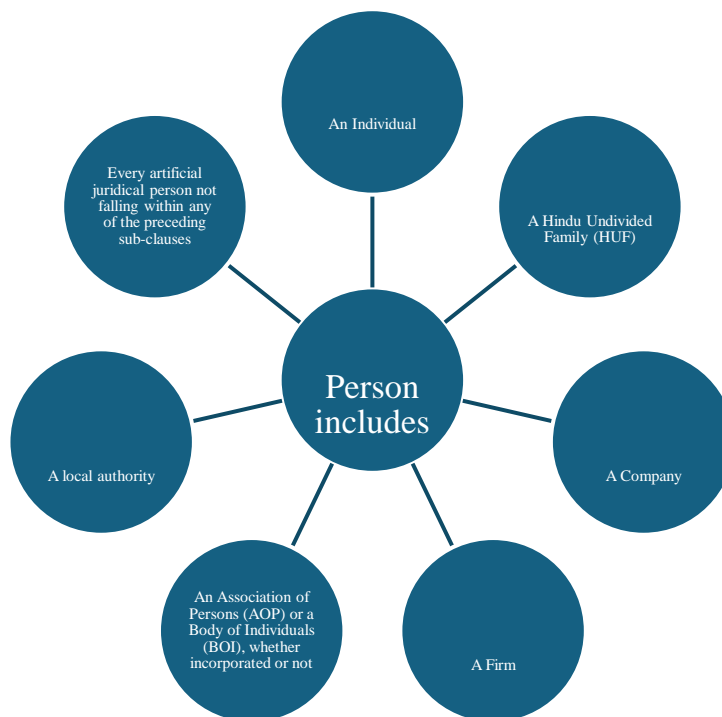 Person
includes
An Individual
A Hindu Undivided
Family (HUF)
A Company
A Firm
An Association of
Persons (AOP) or a
Body of Individuals
(BOI), whether
incorporated or not
A local authority
Every artificial
juridical person not
falling within any
of the preceding
sub-clauses